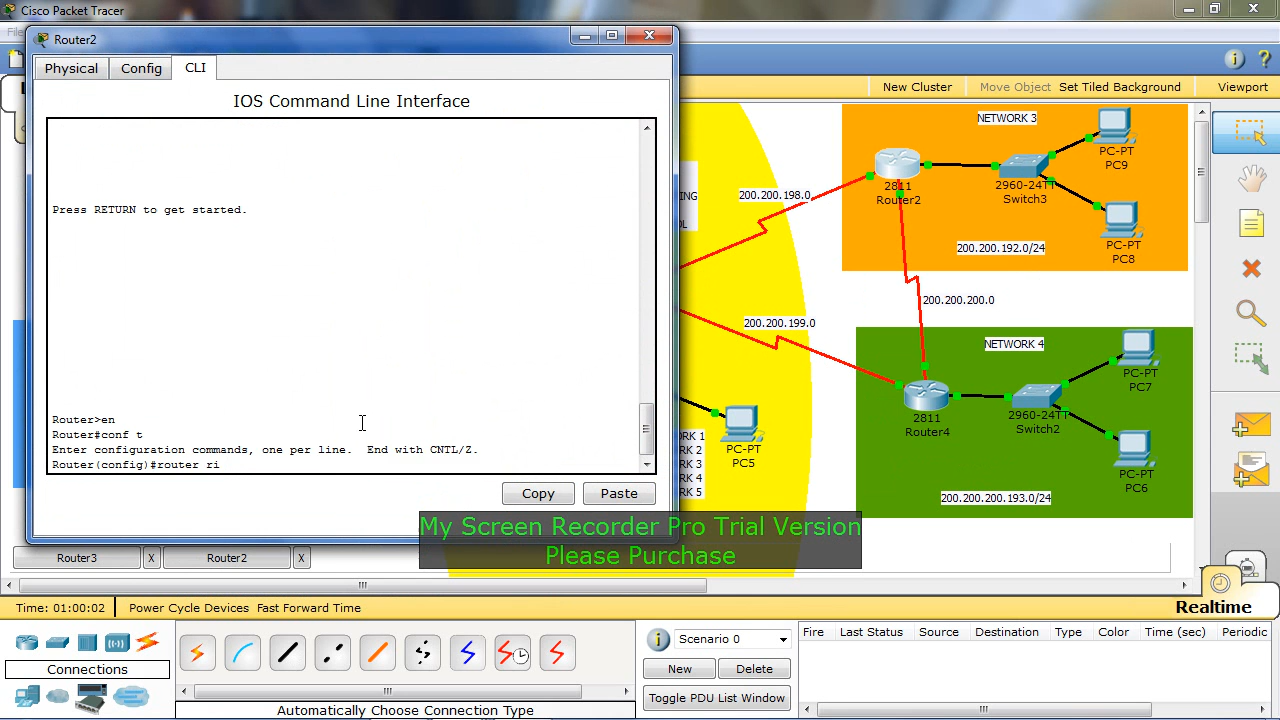 Cisco Packet Tracer
Router2
Physical
Config
CLI
IOS Command Line Interface
Press RETURN to get started.
Router>en
Router#conf t
Enter configuration commands, one per line.  End with CNTL/Z.
Router(config)#router ri
Copy
Paste
My Screen Recorder Pro Trial Version
Please Purchase
Router3
X
Router2
X
New Cluster
Move Object
Set Tiled Background
Viewport
NETWORK 3
PC-PT
PC9
2811
Router2
2960-24TT
Switch3
PC-PT
PC8
200.200.192.0/24
200.200.198.0
200.200.200.0
200.200.199.0
NETWORK 4
PC-PT
PC7
2811
Router4
2960-24TT
Switch2
PC-PT
PC6
200.200.200.193.0/24
PC-PT
PC5
RK 1
RK 2
RK 3
RK 4
RK 5
Time: 01:00:02
Power Cycle Devices
Fast Forward Time
Realtime
Connections
Automatically Choose Connection Type
Scenario 0
New
Delete
Toggle PDU List Window
Fire
Last Status
Source
Destination
Type
Color
Time (sec)
Periodic